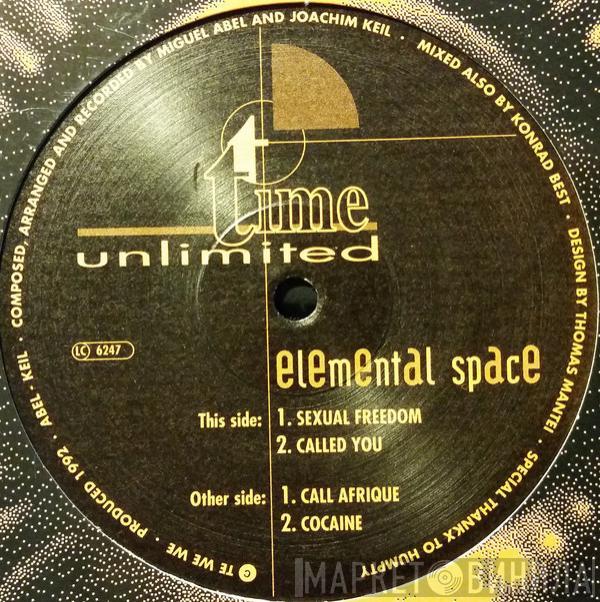 COMPOSED, ARRANGED AND RECORDED BY MIGUEL ABEL AND JOACHIM KEIL · MIXED ALSO BY KONRAD BEST · DESIGN BY THOMAS MANTEI · SPECIAL THANKX TO HUMPTY
time
unlimited
LC 6247
elemental space
This side: 1. SEXUAL FREEDOM
2. CALLED YOU
Other side: 1. CALL AFRIQUE
2. COCAINE
© TE WE WE · PRODUCED 1992 · ABEL - KEIL ·